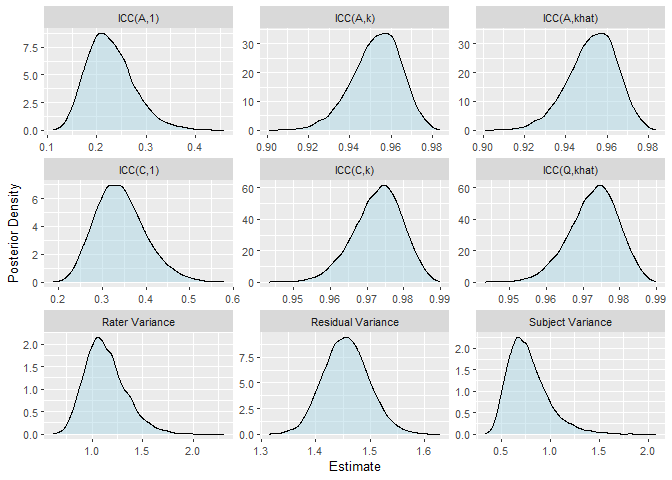 ICC(A,1)
ICC(A,k)
ICC(A,khat)
7.5
5.0
2.5
0.0
0.1 0.2 0.3 0.4
30
20
10
0
0.90 0.92 0.94 0.96 0.98
30
20
10
0
0.90 0.92 0.94 0.96 0.98
ICC(C,1)
ICC(C,k)
ICC(Q,khat)
6
4
2
0
0.2 0.3 0.4 0.5 0.6
60
40
20
0
0.95 0.96 0.97 0.98 0.99
60
40
20
0
0.95 0.96 0.97 0.98 0.99
Rater Variance
Residual Variance
Subject Variance
2.0
1.5
1.0
0.5
0.0
1.0 1.5 2.0
7.5
5.0
2.5
0.0
1.3 1.4 1.5 1.6
2.0
1.5
1.0
0.5
0.0
0.5 1.0 1.5 2.0
Posterior Density
Estimate